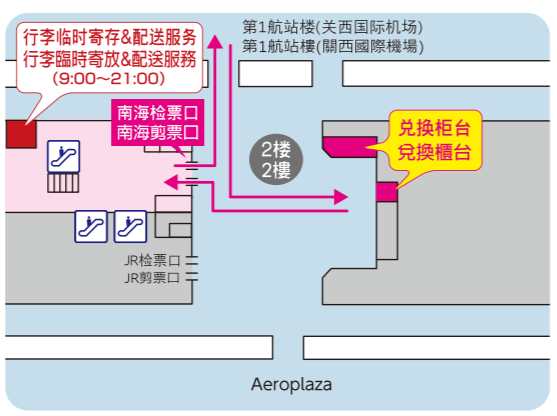 行李临时寄存&配送服务
行李臨時寄放&配送服務
(9:00～21:00)
第1航站楼(关西国际机场)
第1航站樓(關西國際機場)
南海检票口
南海剪票口
2楼
2樓
兑换柜台
兌換櫃台
JR检票口
JR剪票口
Aeroplaza